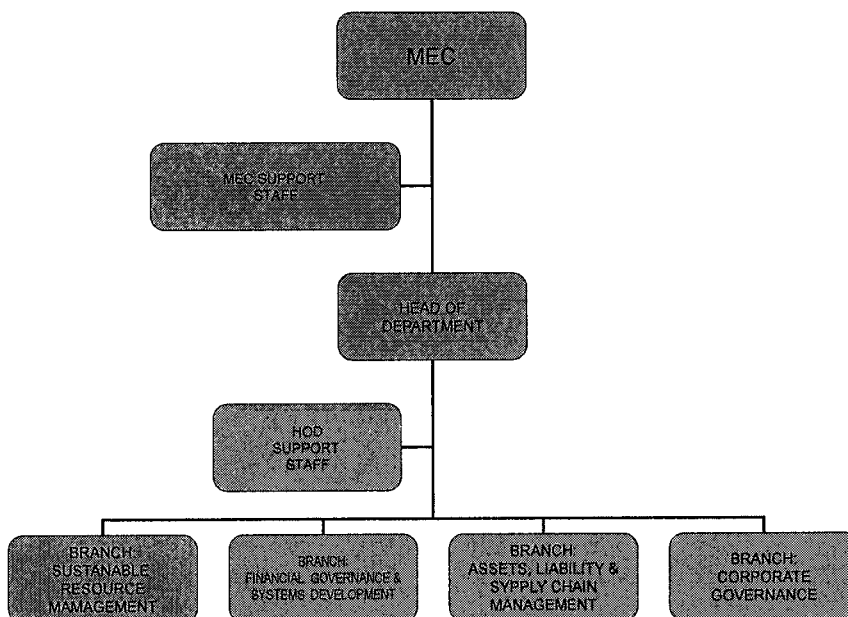 MEC
MEC SUPPORT
STAFF
HEAD OF
DEPARTMENT
HOD
SUPPORT
STAFF
BRANCH:
SUSTANABLE
RESOURCE
MAMAGEMENT
BRANCH:
FINANCIAL GOVERNANCE &
SYSTEMS DEVELOPMENT
BRANCH:
ASSETS, LIABILITY &
SYPPLY CHAIN
MANAGEMENT
BRANCH:
CORPORATE
GOVERNANCE